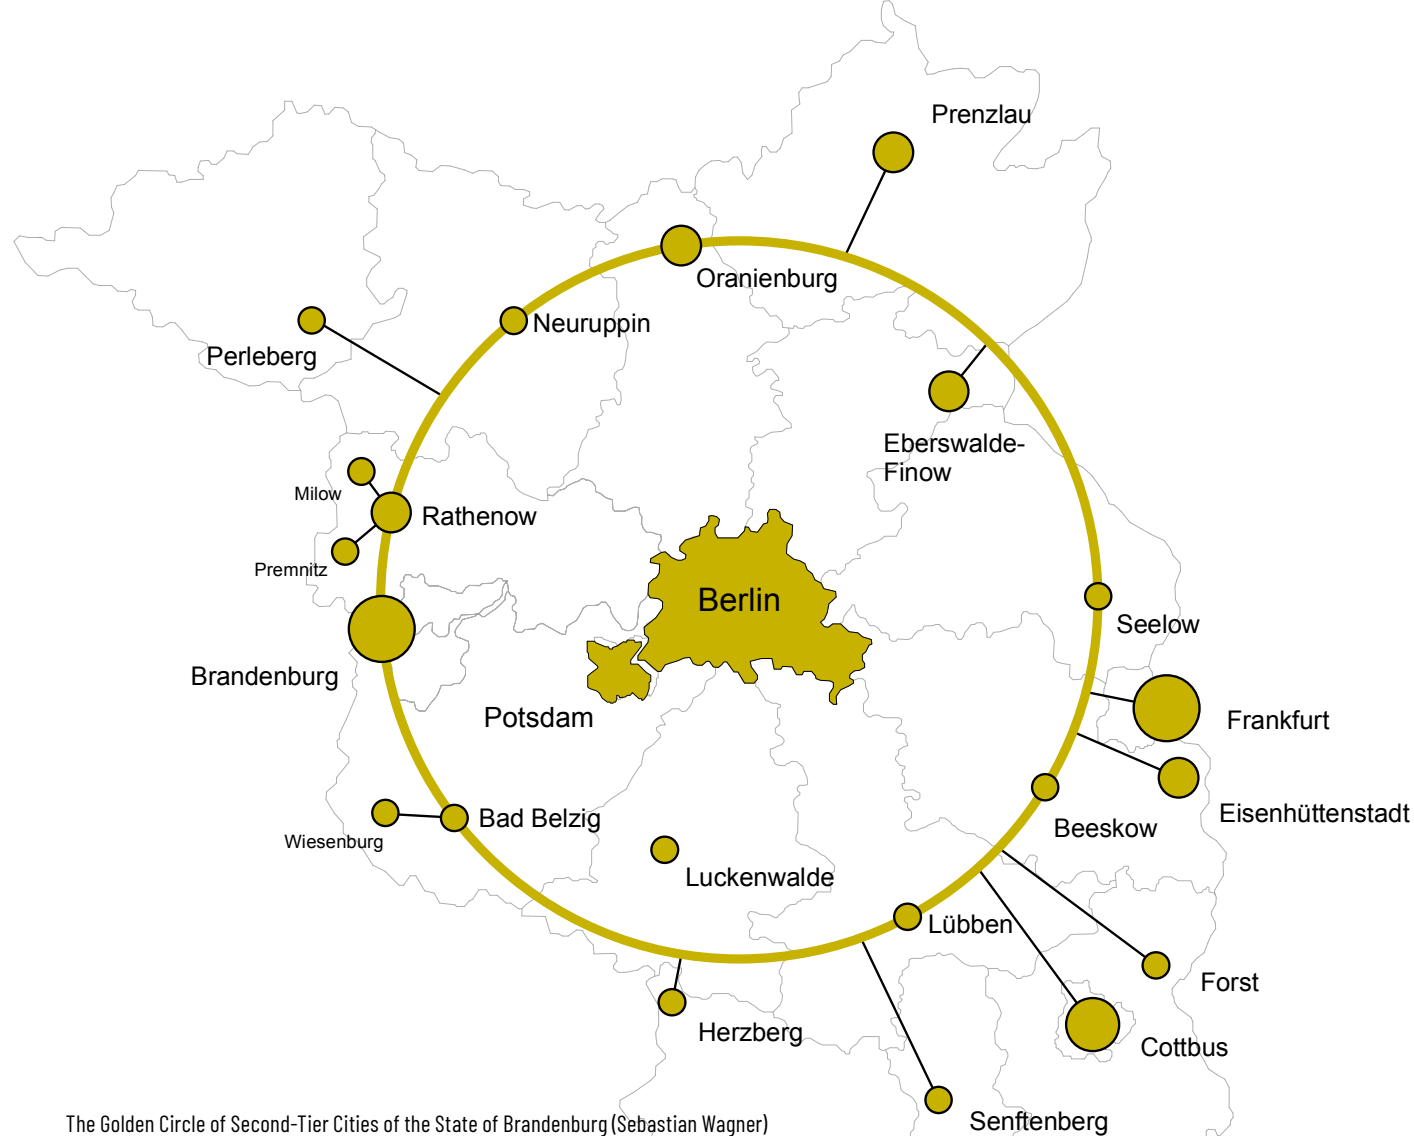 Prenzlau
Oranienburg
Neuruppin
Perleberg
Eberswalde-
Finow
Milow
Rathenow
Premnitz
Berlin
Seelow
Brandenburg
Potsdam
Frankfurt
Eisenhüttenstadt
Bad Belzig
Beeskow
Wiesenburg
Luckenwalde
Lübben
Forst
Herzberg
Cottbus
Senftenberg
The Golden Circle of Second-Tier Cities of the State of Brandenburg (Sebastian Wagner)